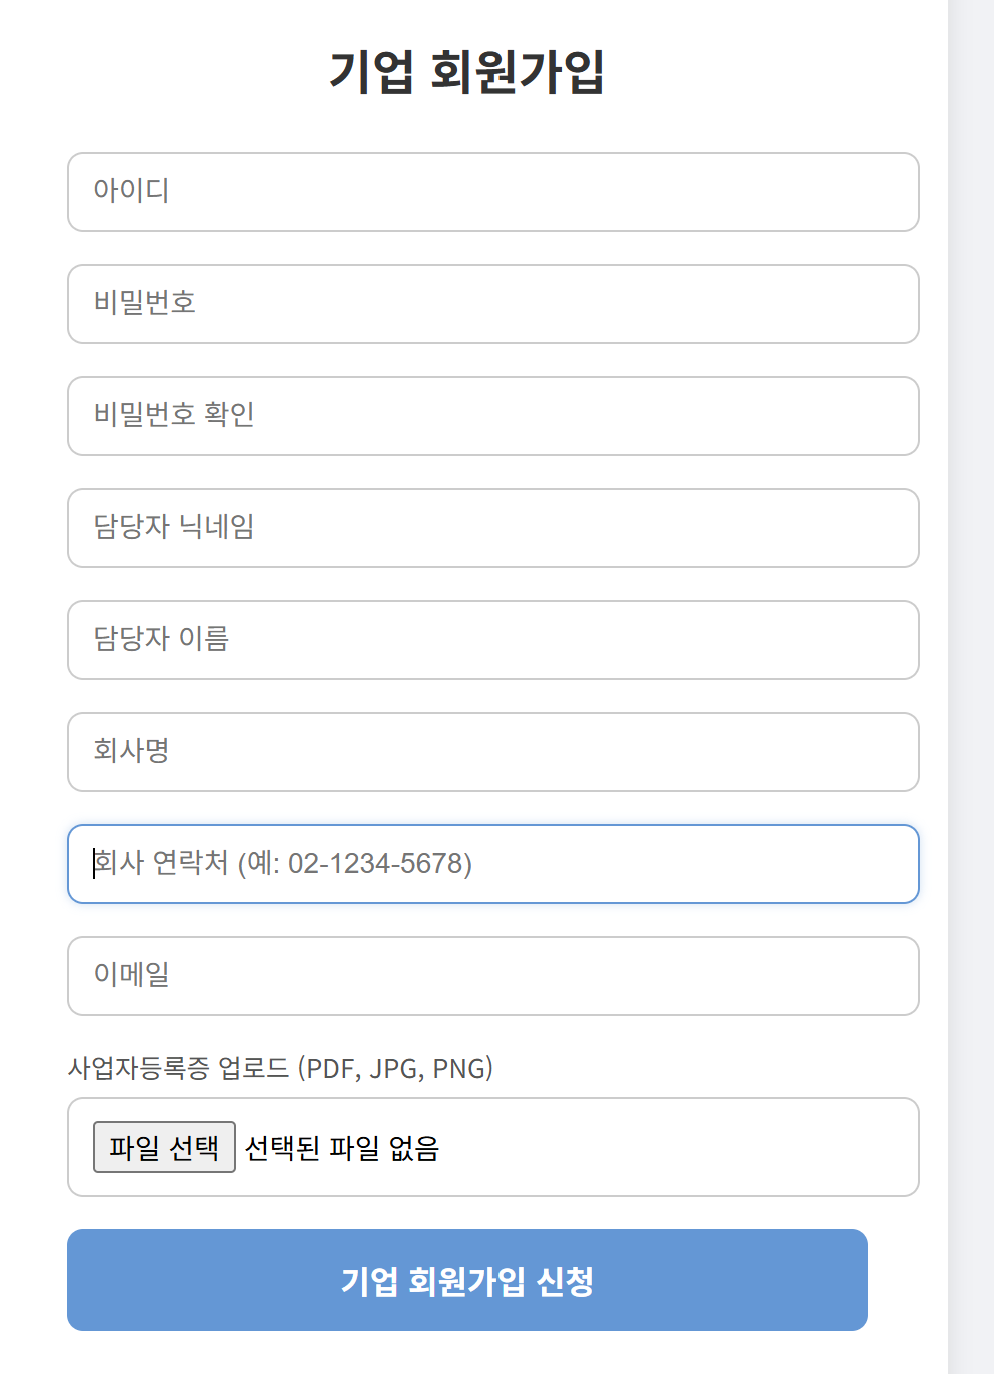 기업 회원가입
아이디
비밀번호
비밀번호 확인
담당자 닉네임
담당자 이름
회사명
회사 연락처 (예: 02-1234-5678)
이메일
사업자등록증 업로드 (PDF, JPG, PNG)
파일 선택 선택된 파일 없음
기업 회원가입 신청